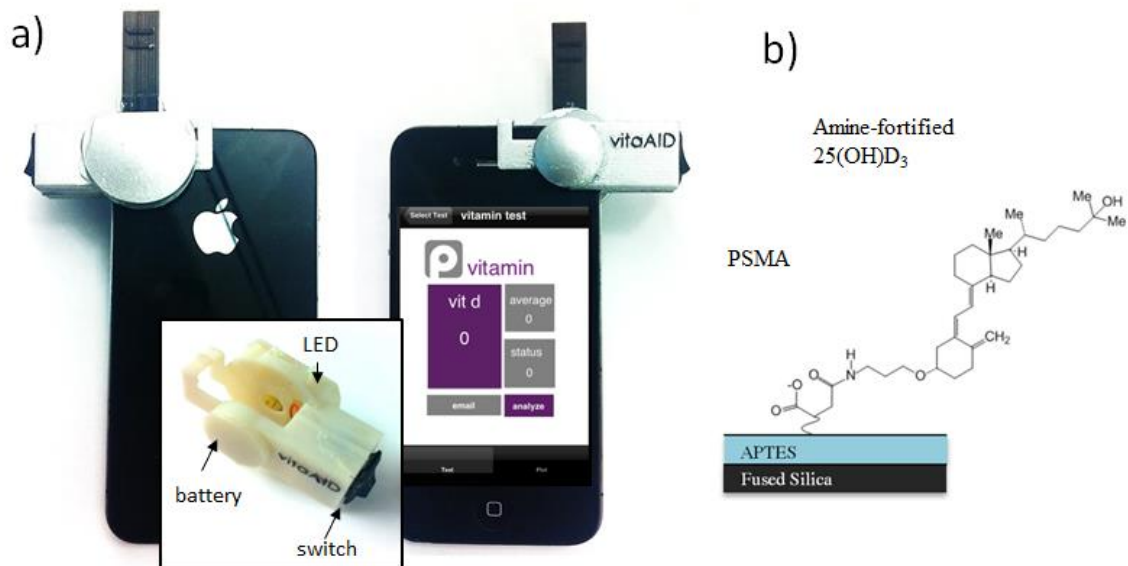 a)
vitaAID
Select Test
vitamin test
vitamin
vit d
0
average
0
status
0
email
analyze
Test
Plot
LED
battery
vitaAID
switch
b)
Amine-fortified
25(OH)D₃
PSMA
Me
OH
Me
Me
Me
H
H
CH₂
H
N
O
O
-O
O
APTES
Fused Silica